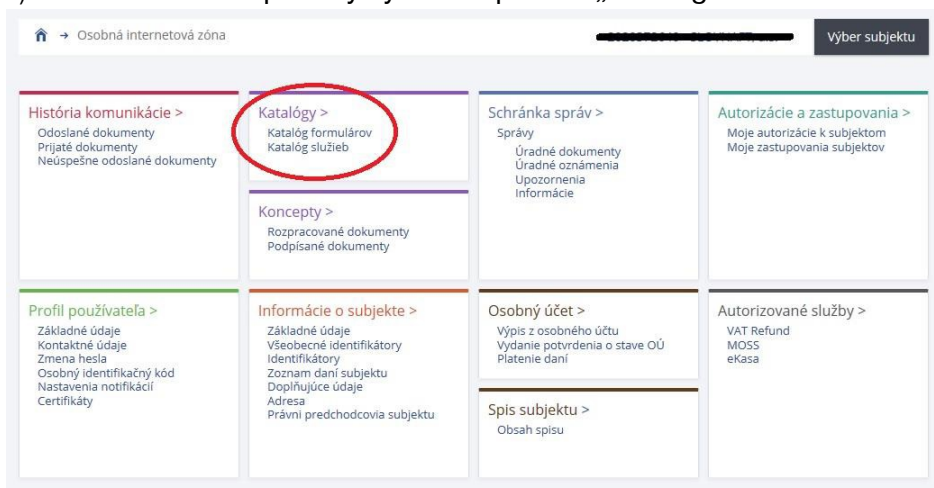 Osobná internetová zóna
Výber subjektu
História komunikácie >
Odoslané dokumenty
Prijaté dokumenty
Neúspešne odoslané dokumenty
Katalógy >
Katalóg formulárov
Katalóg služieb
Koncepty >
Rozpracované dokumenty
Podpísané dokumenty
Schránka správ >
Správy
Úradné dokumenty
Úradné oznámenia
Upozornenia
Informácie
Autorizácie a zastupovania >
Moje autorizácie k subjektom
Moje zastupovania subjektov
Profil používateľa >
Základné údaje
Kontaktné údaje
Zmena hesla
Osobný identifikačný kód
Nastavenia notifikácií
Certifikáty
Informácie o subjekte >
Základné údaje
Všeobecné identifikátory
Identifikátory
Zoznam daní subjektu
Doplňujúce údaje
Adresa
Právni predchodcovia subjektu
Osobný účet >
Výpis z osobného účtu
Vydanie potvrdenia o stave OÚ
Platenie daní
Spis subjektu >
Obsah spisu
Autorizované služby >
VAT Refund
MOSS
eKasa